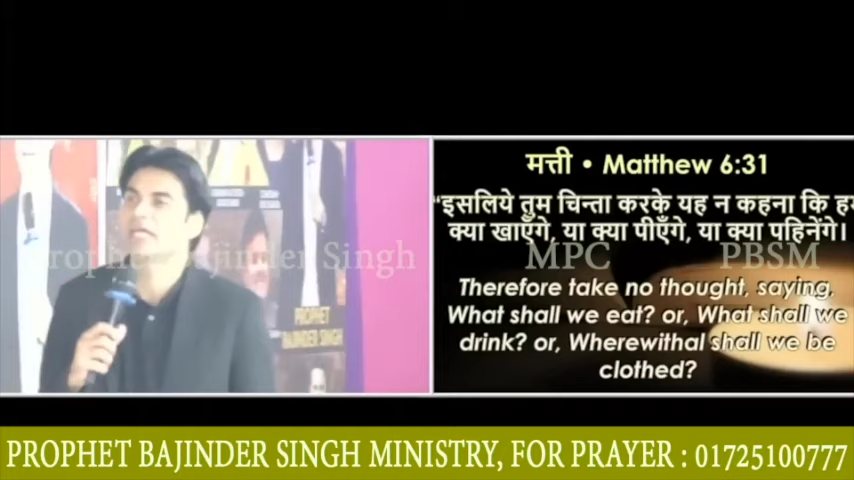 मत्ती • Matthew 6:31
“इसलिये तुम चिन्ता करके यह न कहना कि हम
क्या खाएँगे, या क्या पीएँगे, या क्या पहिनेंगे।
Prophet Bajinder Singh
MPC
PBSM
Therefore take no thought, saying,
What shall we eat? or, What shall we
drink? or, Wherewithal shall we be
clothed?
PROPHET
BAJINDER SINGH
PROPHET BAJINDER SINGH MINISTRY, FOR PRAYER : 01725100777